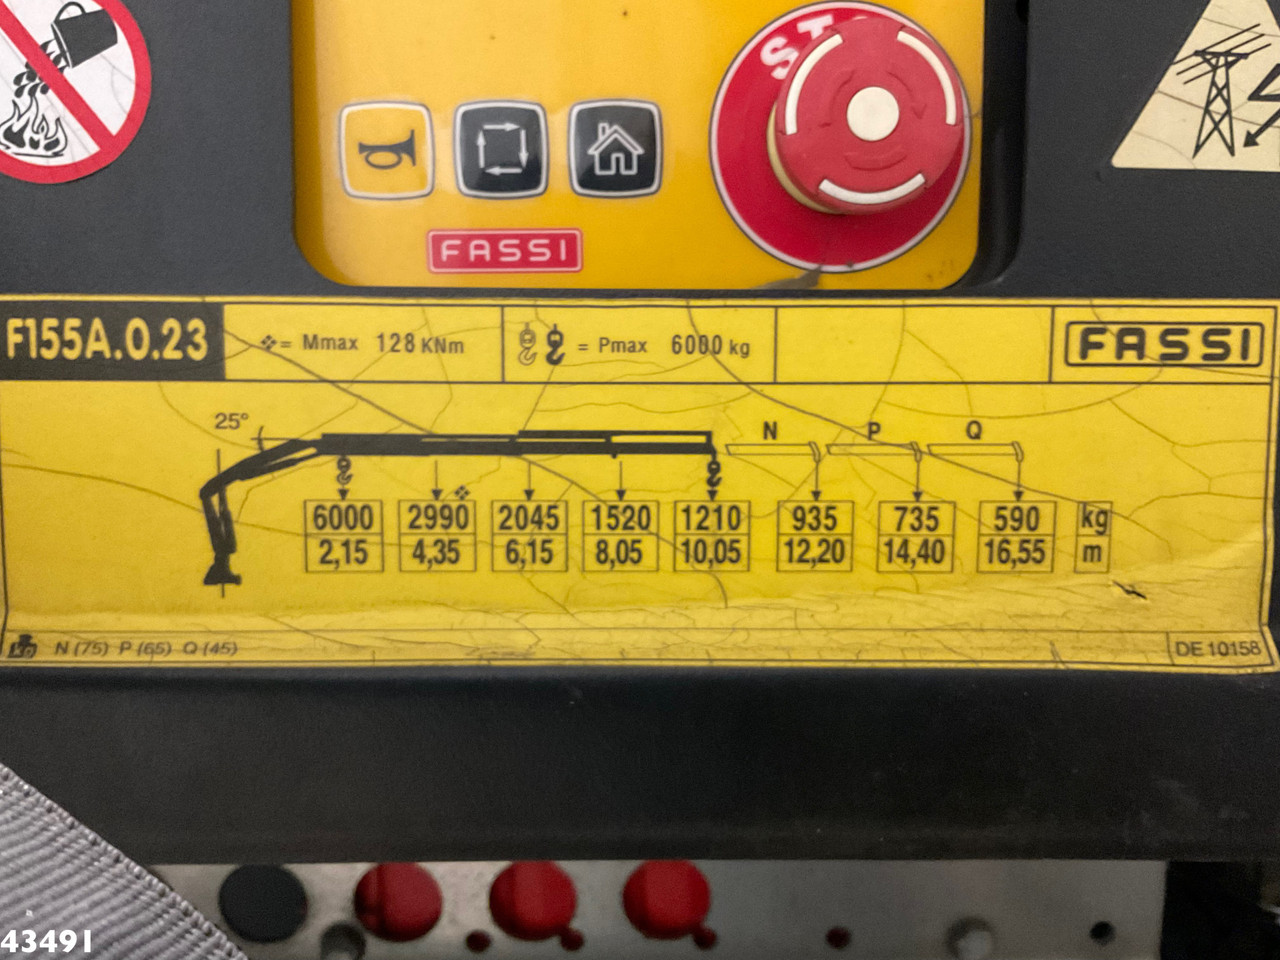 FASSI
F155A.0.23
= Mmax 128 KNm
= Pmax 6000 kg
FASSI
25°
N P Q
6000 2990 2045 1520 1210 935 735 590 kg
2,15 4,35 6,15 8,05 10,05 12,20 14,40 16,55 m
kg N (75) P (65) Q (45)
DE 10158
43491